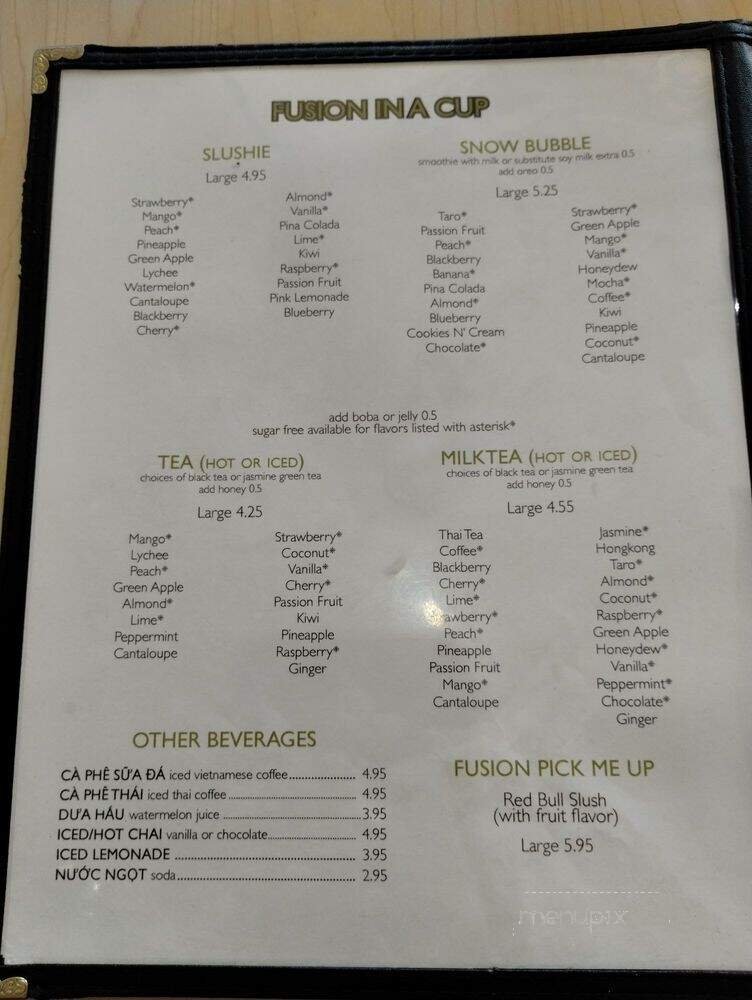 FUSION IN A CUP
SLUSHIE
Large 4.95
Strawberry*
Mango*
Peach*
Pineapple
Green Apple
Lychee
Watermelon*
Cantaloupe
Blackberry
Cherry*
Almond*
Vanilla*
Pina Colada
Lime*
Kiwi
Raspberry*
Passion Fruit
Pink Lemonade
Blueberry
SNOW BUBBLE
smoothie with milk or substitute soy milk extra 0.5
add oreo 0.5
Large 5.25
Taro*
Passion Fruit
Peach*
Blackberry
Banana*
Pina Colada
Almond*
Blueberry
Cookies N' Cream
Chocolate*
Strawberry*
Green Apple
Mango*
Vanilla*
Honeydew
Mocha*
Coffee*
Kiwi
Pineapple
Coconut*
Cantaloupe
add boba or jelly 0.5
sugar free available for flavors listed with asterisk*
TEA (HOT OR ICED)
choices of black tea or jasmine green tea
add honey 0.5
Large 4.25
Mango*
Lychee
Peach*
Green Apple
Almond*
Lime*
Peppermint
Cantaloupe
Strawberry*
Coconut*
Vanilla*
Cherry*
Passion Fruit
Kiwi
Pineapple
Raspberry*
Ginger
MILKTEA (HOT OR ICED)
choices of black tea or jasmine green tea
add honey 0.5
Large 4.55
Thai Tea
Coffee*
Blackberry
Cherry*
Lime*
rawberry*
Peach*
Pineapple
Passion Fruit
Mango*
Cantaloupe
Jasmine*
Hongkong
Taro*
Almond*
Coconut*
Raspberry*
Green Apple
Honeydew*
Vanilla*
Peppermint*
Chocolate*
Ginger
OTHER BEVERAGES
CÀ PHÊ SỮA ĐÁ iced vietnamese coffee..................... 4.95
CÀ PHÊ THÁI iced thai coffee ........................................ 4.95
DƯA HÁU watermelon juice ............................................3.95
ICED/HOT CHAI vanilla or chocolate............................ 4.95
ICED LEMONADE ........................................................ 3.95
NƯỚC NGỌT soda....................................................... 2.95
FUSION PICK ME UP
Red Bull Slush
(with fruit flavor)
Large 5.95
menupix